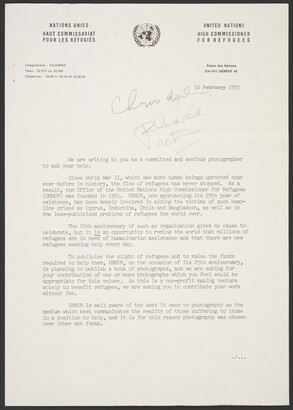 NATIONS UNIES
HAUT COMMISSARIAT
POUR LES RÉFUGIÉS
UNITED NATIONS
HIGH COMMISSIONER
FOR REFUGEES
Palais des Nations
10 February 1975
Chris
Please
We are writing to you as a committed and serious photographer
to ask your help.
Since World War II, which saw more human beings uprooted than
ever before in history, the flow of refugees has never stopped. As a
result, the Office of the United Nations High Commissioner for Refugees
(UNHCR) was founded in 1951. UNHCR, now approaching its 25th year of
existence, has been deeply involved in aiding the victims of such head-
line crises as Cyprus, Indochina, Chile and Bangladesh, as well as in
the less-publicized problems of refugees the world over.
The 25th anniversary of such an organization gives no cause to
celebrate, but it is an opportunity to remind the world that millions of
refugees are in need of humanitarian assistance and that there are new
refugees needing help every day.
To publicize the plight of refugees and to raise the funds
required to help them, on the occasion of its 25th anniversary,
is planning to publish a book of photographs, and we are asking for
your contribution of one or more photographs which you feel would be
appropriate for this volume. As this is a non-profit making venture
solely to benefit refugees, we are asking you to contribute your work
without fee.
UNHCR is well aware of the debt it owes to photography as the
medium which best communicates the reality of those suffering to those
in a position to help, and it is for this reason photography was chosen
over other art forms.
./...